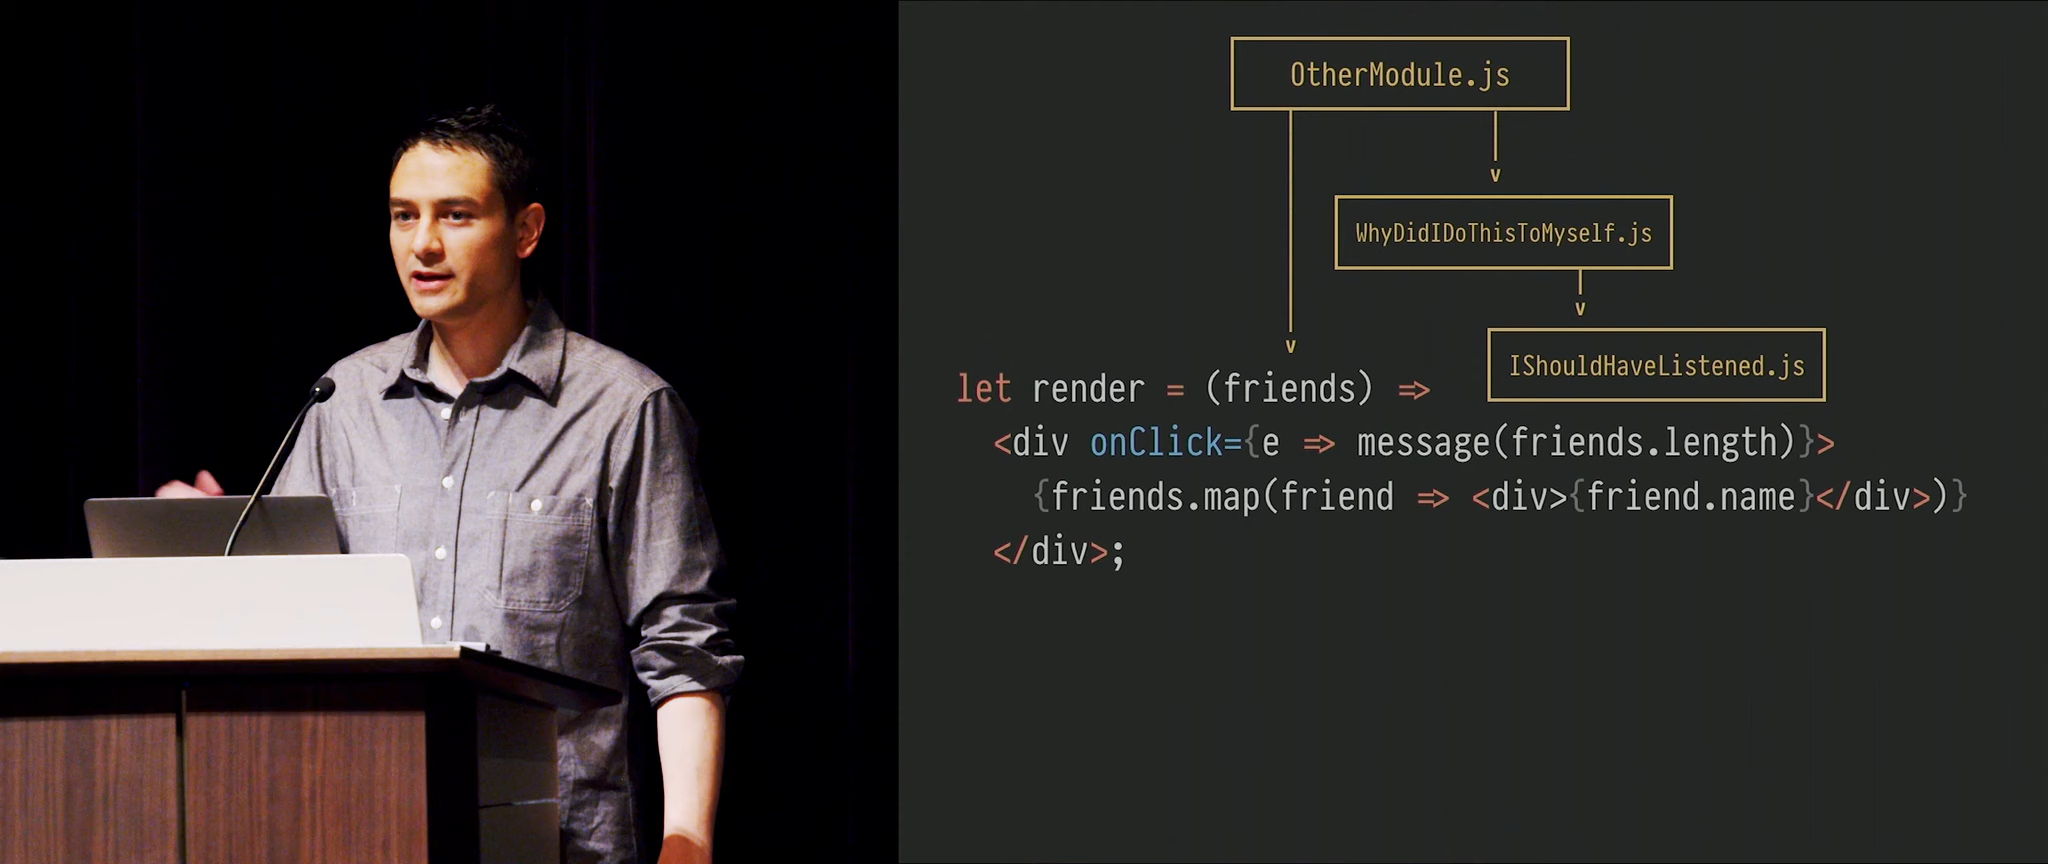 OtherModule.js
WhyDidIDoThisToMyself.js
IShouldHaveListened.js
let render = (friends) =>
<div onClick={e => message(friends.length)}>
{friends.map(friend => <div>{friend.name}</div>)}
</div>;